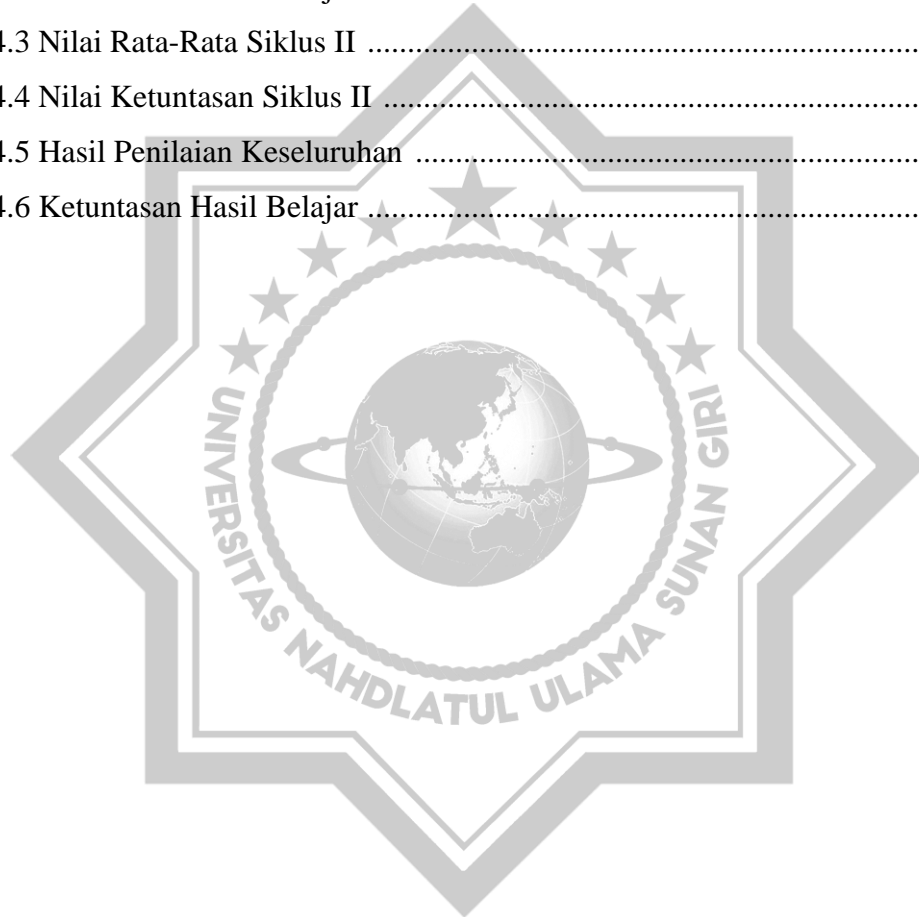 4.3 Nilai Rata-Rata Siklus II ......................................................................
4.4 Nilai Ketuntasan Siklus II ....................................................................
4.5 Hasil Penilaian Keseluruhan ................................................................
4.6 Ketuntasan Hasil Belajar ......................................................................
UNIVERSITAS NAHDLATUL ULAMA SUNAN GIRI